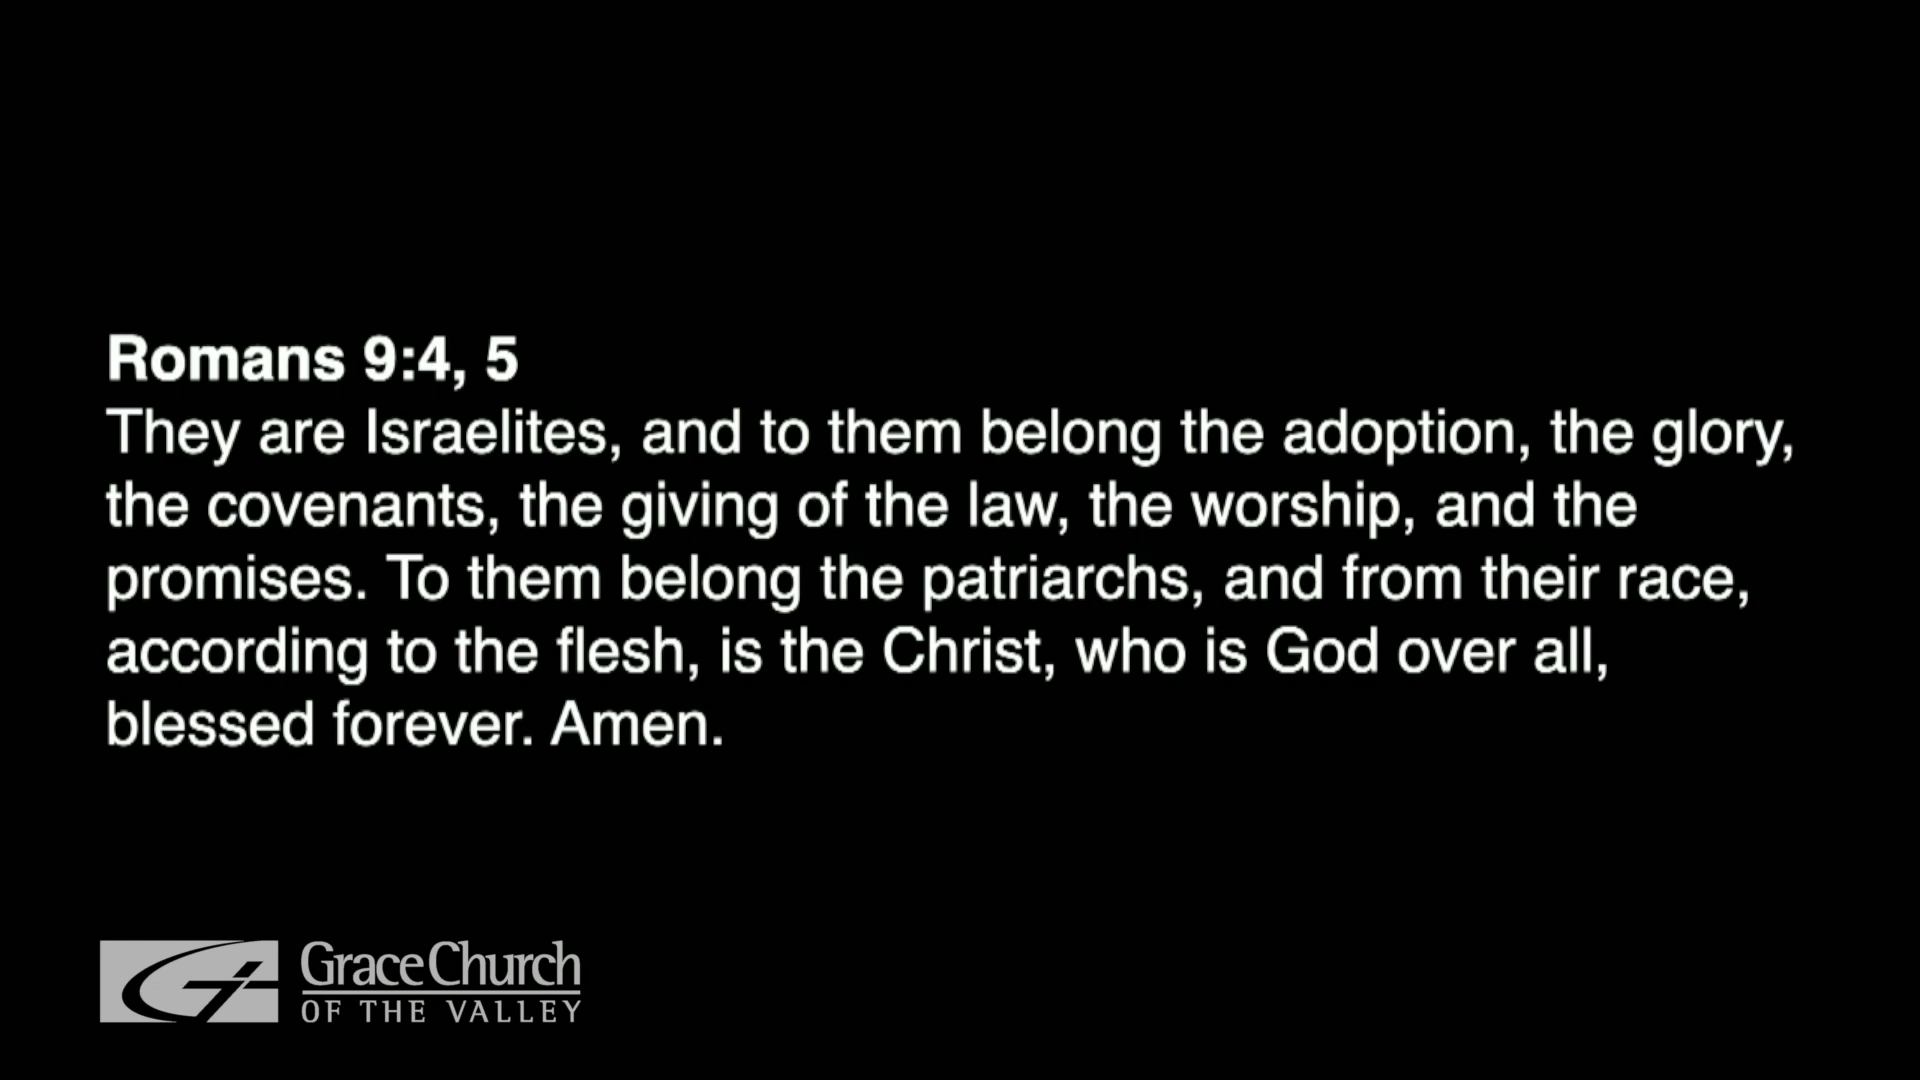 Romans 9:4, 5
They are Israelites, and to them belong the adoption, the glory,
the covenants, the giving of the law, the worship, and the
promises. To them belong the patriarchs, and from their race,
according to the flesh, is the Christ, who is God over all,
blessed forever. Amen.
Grace Church
OF THE VALLEY